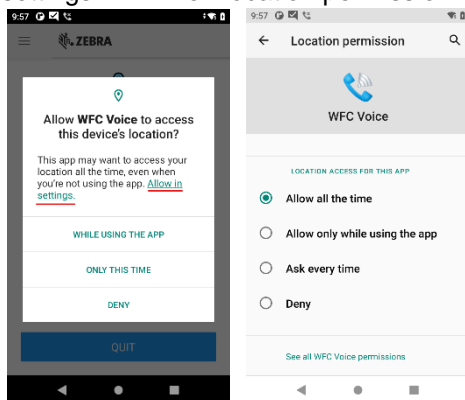 9:57
ZEBRA
Allow WFC Voice to access
this device's location?
This app may want to access your
location all the time, even when
you're not using the app. Allow in
settings.
WHILE USING THE APP
ONLY THIS TIME
DENY
QUIT
9:57
Location permission
WFC Voice
LOCATION ACCESS FOR THIS APP
Allow all the time
Allow only while using the app
Ask every time
Deny
See all WFC Voice permissions